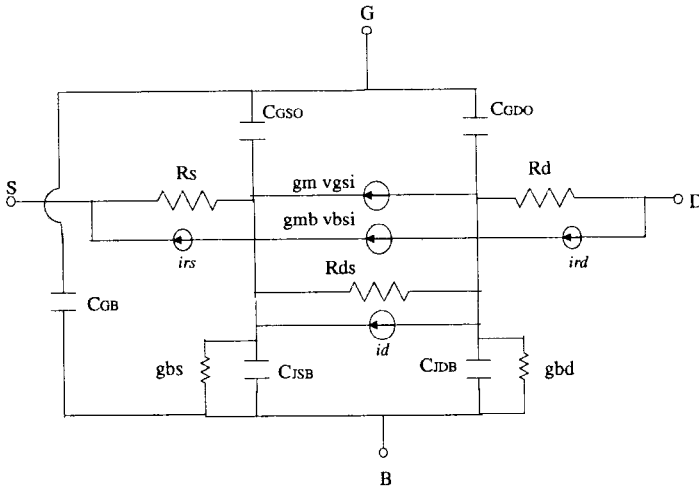 G
CGSO
CGDO
S
Rs
gm vgsi
Rd
D
gmb vbsi
irs
ird
Rds
CGB
id
gbs
CJSB
CJDB
gbd
B